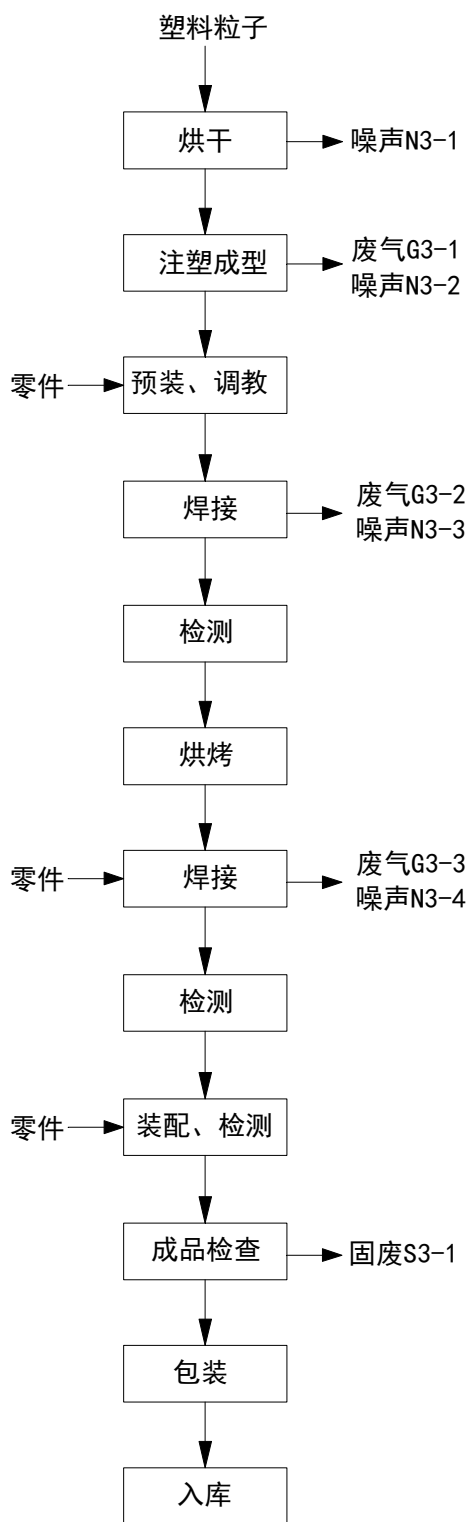 塑料粒子
烘干
噪声N3-1
注塑成型
废气G3-1
噪声N3-2
零件
预装、调教
焊接
废气G3-2
噪声N3-3
检测
烘烤
零件
焊接
废气G3-3
噪声N3-4
检测
零件
装配、检测
成品检查
固废S3-1
包装
入库